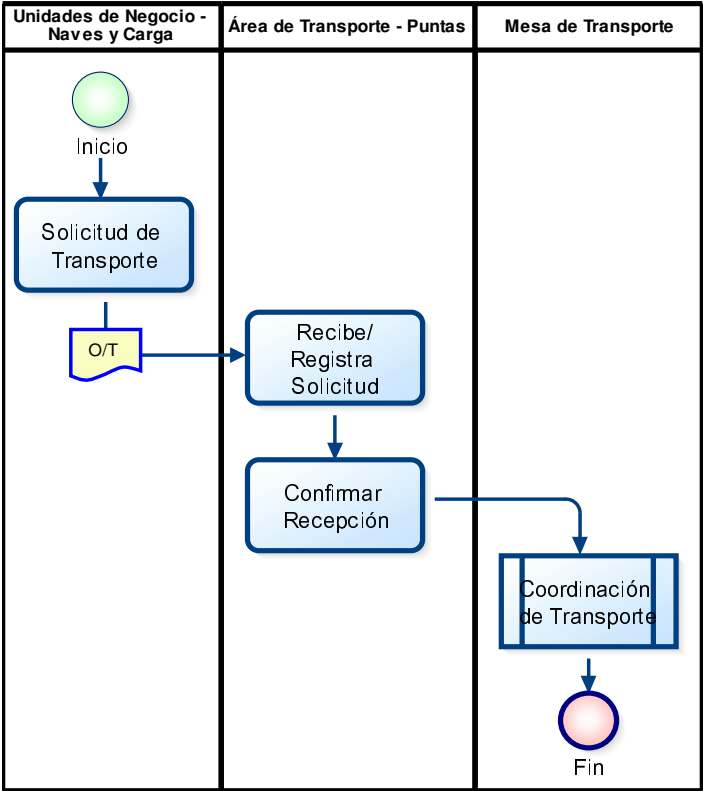 Unidades de Negocio -
Naves y Carga
Área de Transporte - Puntas
Mesa de Transporte
Inicio
Solicitud de
Transporte
O/T
Recibe/
Registra
Solicitud
Confirmar
Recepción
Coordinación
de Transporte
Fin